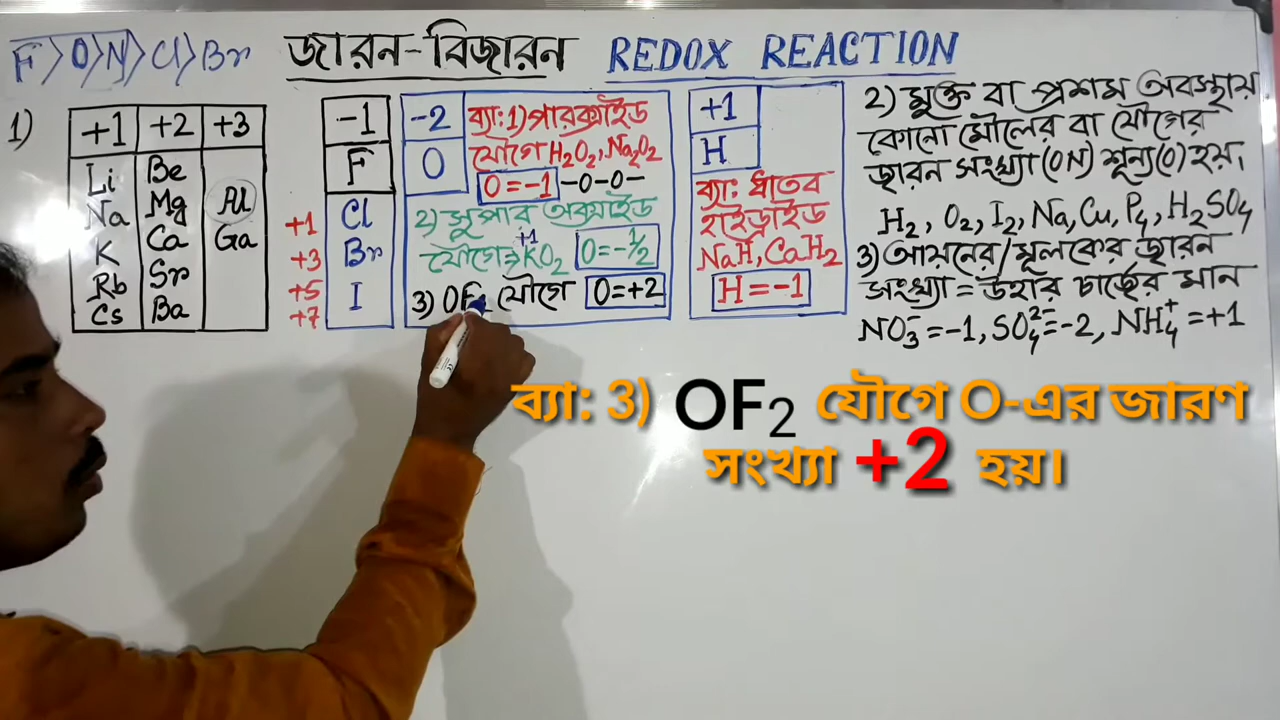 F>O>N>Cl>Br
জারন-বিজারন REDOX REACTION
1)
+1 +2 +3
Li Be
Na Mg Al
K Ca Ga
Rb Sr
Cs Ba
-1
F
+1 Cl
+3 Br
+5 I
+7
-2
O
ব্যা: 1) পারক্সাইড
যৌগে H₂O₂, Na₂O₂
O = -1 -O-O-
2) সুপার অক্সাইড
যৌগে ⇒ +1 KO₂ O = -½
3) OF₂ যৌগে O = +2
+1
H
ব্যা: ধাতব
হাইড্রাইড
NaH, CaH₂
H = -1
2) মুক্ত বা প্রশম অবস্থায়
কোনো মৌলের বা যৌগের
জারন সংখ্যা (ON) শূন্য (0) হয়,
H₂, O₂, I₂, Na, Cu, P₄, H₂SO₄
3) আয়নের/মূলকের জারন
সংখ্যা = উহার চার্জের মান
NO₃⁻ = -1, SO₄²⁻ = -2, NH₄⁺ = +1
ব্যা: 3) OF₂ যৌগে O-এর জারণ
সংখ্যা +2 হয়।